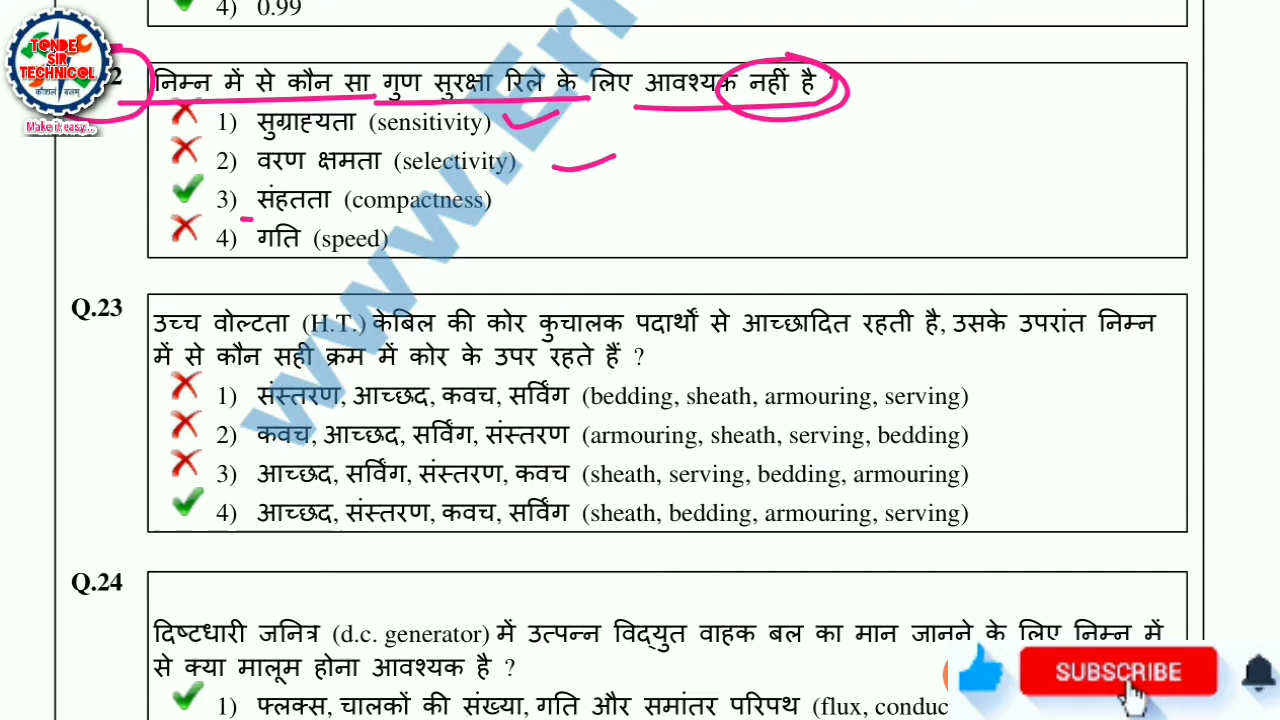 4) 0.99
TONDE
SIR
TECHNICOL
कौशलं बलम्
Make it easy...
2
निम्न में से कौन सा गुण सुरक्षा रिले के लिए आवश्यक नहीं है ?
1) सुग्राह्यता (sensitivity)
2) वरण क्षमता (selectivity)
3) संहतता (compactness)
4) गति (speed)
www.Eri
Q.23
उच्च वोल्टता (H.T.) केबिल की कोर कुचालक पदार्थों से आच्छादित रहती है, उसके उपरांत निम्न
में से कौन सही क्रम में कोर के उपर रहते हैं ?
1) संस्तरण, आच्छद, कवच, सर्विंग (bedding, sheath, armouring, serving)
2) कवच, आच्छद, सर्विंग, संस्तरण (armouring, sheath, serving, bedding)
3) आच्छद, सर्विंग, संस्तरण, कवच (sheath, serving, bedding, armouring)
4) आच्छद, संस्तरण, कवच, सर्विंग (sheath, bedding, armouring, serving)
Q.24
दिष्टधारी जनित्र (d.c. generator) में उत्पन्न विद्युत वाहक बल का मान जानने के लिए निम्न में
से क्या मालूम होना आवश्यक है ?
SUBSCRIBE
1) फ्लक्स, चालकों की संख्या, गति और समांतर परिपथ (flux, conduc